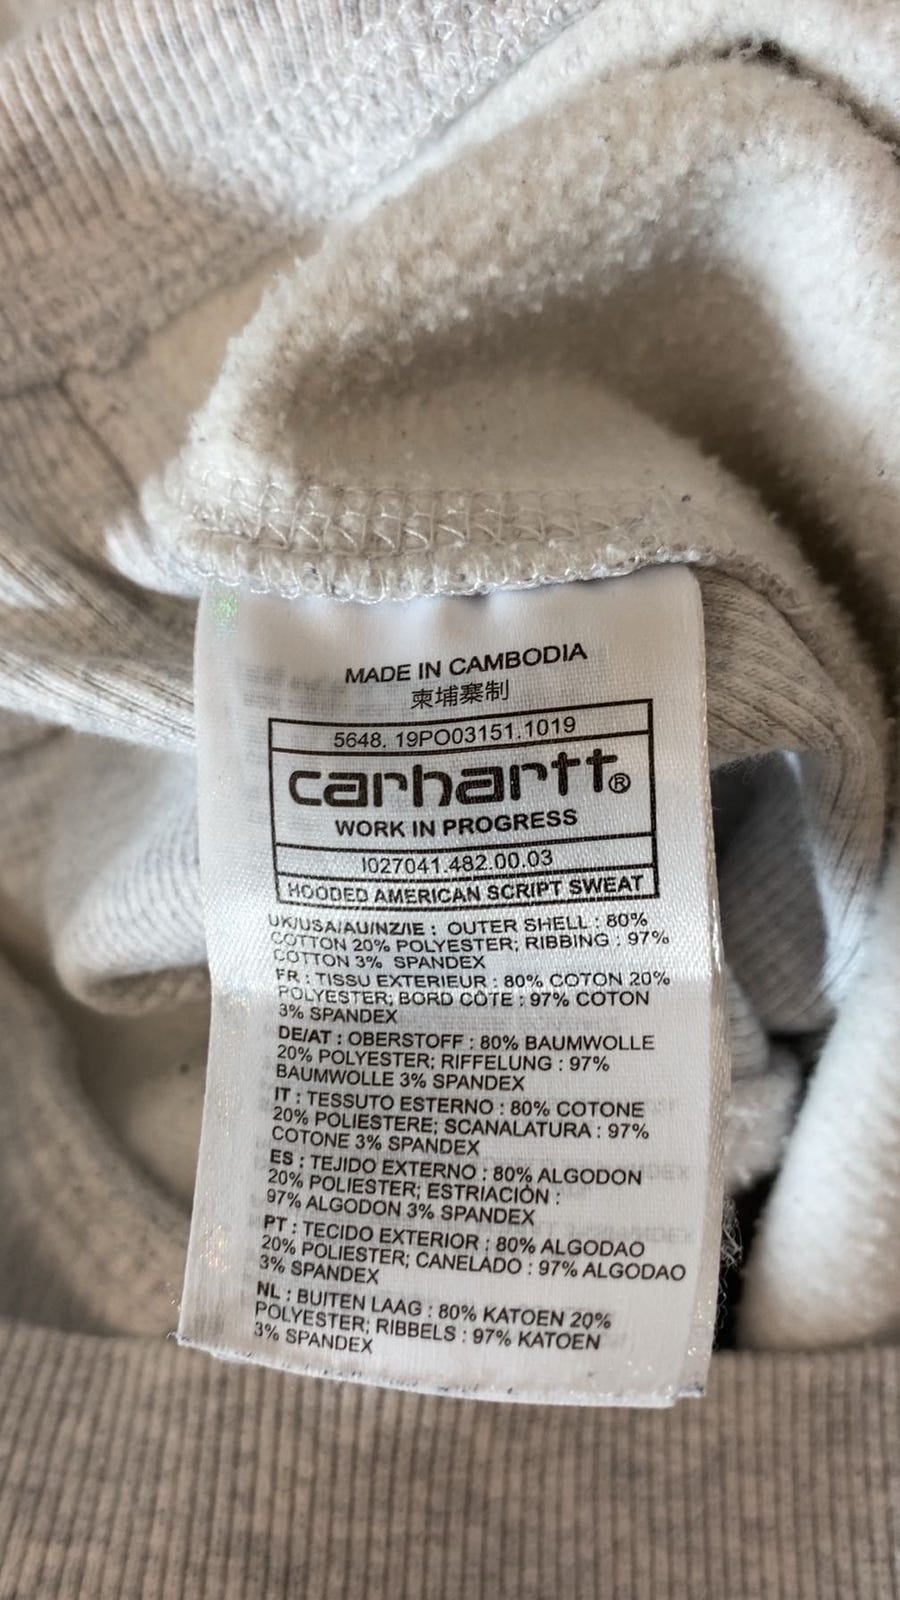 MADE IN CAMBODIA
柬埔寨制
5648. 19PO03151.1019
carhartt®
WORK IN PROGRESS
I027041.482.00.03
HOODED AMERICAN SCRIPT SWEAT
UK/USA/AU/NZ/IE : OUTER SHELL : 80%
COTTON 20% POLYESTER; RIBBING : 97%
COTTON 3% SPANDEX
FR : TISSU EXTERIEUR : 80% COTON 20%
POLYESTER; BORD CÔTE : 97% COTON
3% SPANDEX
DE/AT : OBERSTOFF : 80% BAUMWOLLE
20% POLYESTER; RIFFELUNG : 97%
BAUMWOLLE 3% SPANDEX
IT : TESSUTO ESTERNO : 80% COTONE
20% POLIESTERE; SCANALATURA : 97%
COTONE 3% SPANDEX
ES : TEJIDO EXTERNO : 80% ALGODON
20% POLIESTER; ESTRIACIÓN :
97% ALGODON 3% SPANDEX
PT : TECIDO EXTERIOR : 80% ALGODAO
20% POLIESTER; CANELADO : 97% ALGODAO
3% SPANDEX
NL : BUITEN LAAG : 80% KATOEN 20%
POLYESTER; RIBBELS : 97% KATOEN
3% SPANDEX